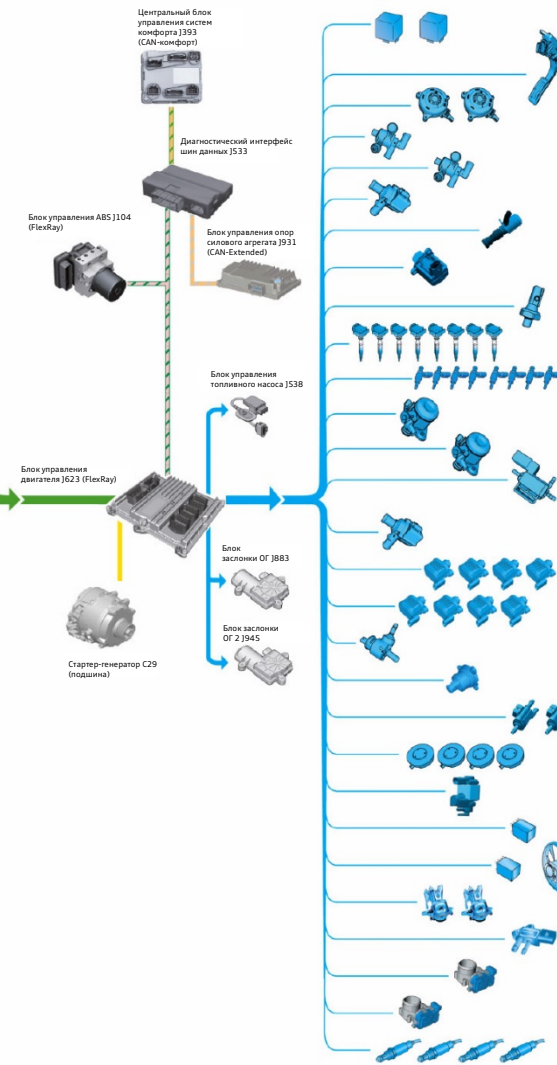 Центральный блок
управления систем
комфорта J393
(CAN-комфорт)
Диагностический интерфейс
шин данных J533
Блок управления ABS J104
(FlexRay)
Блок управления опор
силового агрегата J931
(CAN-Extended)
Блок управления
топливного насоса J538
Блок управления
двигателя J623 (FlexRay)
Блок
заслонки ОГ J883
Блок заслонки
ОГ 2 J945
Стартер-генератор C29
(подшина)